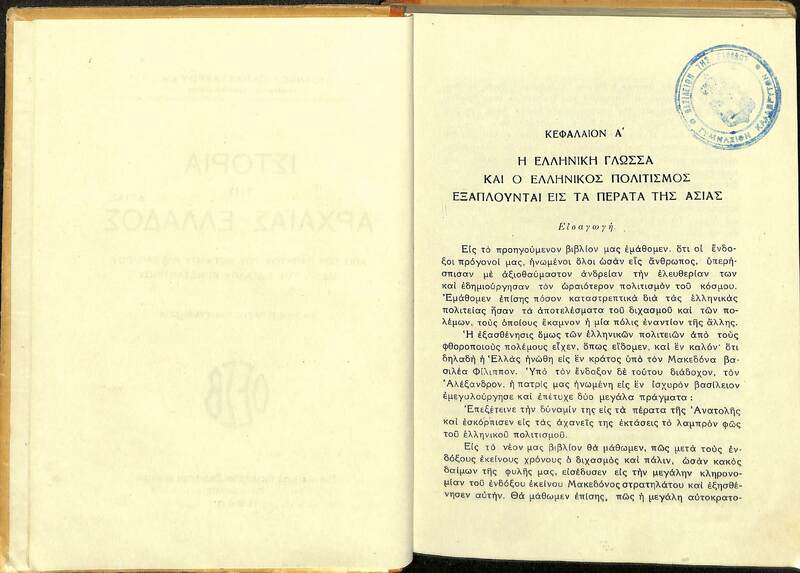 ΒΑΣΙΛΕΙΟΝ ΤΗΣ ΕΛΛΑΔΟΣ
ΓΥΜΝΑΣΙΟΝ ΚΑΛΑΒΡΥΤΩΝ
ΚΕΦΑΛΑΙΟΝ Α΄
Η ΕΛΛΗΝΙΚΗ ΓΛΩΣΣΑ
ΚΑΙ Ο ΕΛΛΗΝΙΚΟΣ ΠΟΛΙΤΙΣΜΟΣ
ΕΞΑΠΛΟΥΝΤΑΙ ΕΙΣ ΤΑ ΠΕΡΑΤΑ ΤΗΣ ΑΣΙΑΣ
Εἰσαγωγή.
Εἰς τὸ προηγούμενον βιβλίον μας ἐμάθομεν, ὅτι οἱ ἔνδο-
ξοι πρόγονοί μας, ἡνωμένοι ὅλοι ὡσὰν εἷς ἄνθρωπος, ὑπερή-
σπισαν μὲ ἀξιοθαύμαστον ἀνδρείαν τὴν ἐλευθερίαν των
καὶ ἐδημιούργησαν τὸν ὡραιότερον πολιτισμὸν τοῦ κόσμου.
Ἐμάθομεν ἐπίσης πόσον καταστρεπτικὰ διὰ τὰς ἑλληνικὰς
πολιτείας ἦσαν τὰ ἀποτελέσματα τοῦ διχασμοῦ καὶ τῶν πο-
λέμων, τοὺς ὁποίους ἔκαμνον ἡ μία πόλις ἐναντίον τῆς ἄλλης.
Ἡ ἐξασθένησις ὅμως τῶν ἑλληνικῶν πολιτειῶν ἀπὸ τοὺς
φθοροποιοὺς πολέμους εἶχεν, ὅπως εἴδομεν, καὶ ἓν καλόν· ὅτι
δηλαδὴ ἡ Ἑλλὰς ἡνώθη εἰς ἓν κράτος ὑπὸ τὸν Μακεδόνα βα-
σιλέα Φίλιππον. Ὑπὸ τὸν ἔνδοξον δὲ τούτου διάδοχον, τὸν
Ἀλέξανδρον, ἡ πατρίς μας ἡνωμένη εἰς ἓν ἰσχυρὸν βασίλειον
ἐμεγαλούργησε καὶ ἐπέτυχε δύο μεγάλα πράγματα:
Ἐπεξέτεινε τὴν δύναμίν της εἰς τὰ πέρατα τῆς Ἀνατολῆς
καὶ ἐσκόρπισεν εἰς τὰς ἀχανεῖς της ἐκτάσεις τὸ λαμπρὸν φῶς
τοῦ ἑλληνικοῦ πολιτισμοῦ.
Εἰς τὸ νέον μας βιβλίον θὰ μάθωμεν, πῶς μετὰ τοὺς ἐν-
δόξους ἐκείνους χρόνους ὁ διχασμὸς καὶ πάλιν, ὡσὰν κακὸς
δαίμων τῆς φυλῆς μας, εἰσέδυσεν εἰς τὴν μεγάλην κληρονο-
μίαν τοῦ ἐνδόξου ἐκείνου Μακεδόνος στρατηλάτου καὶ ἐξησθέ-
νησεν αὐτήν. Θὰ μάθωμεν ἐπίσης, πῶς ἡ μεγάλη αὐτοκρατο-